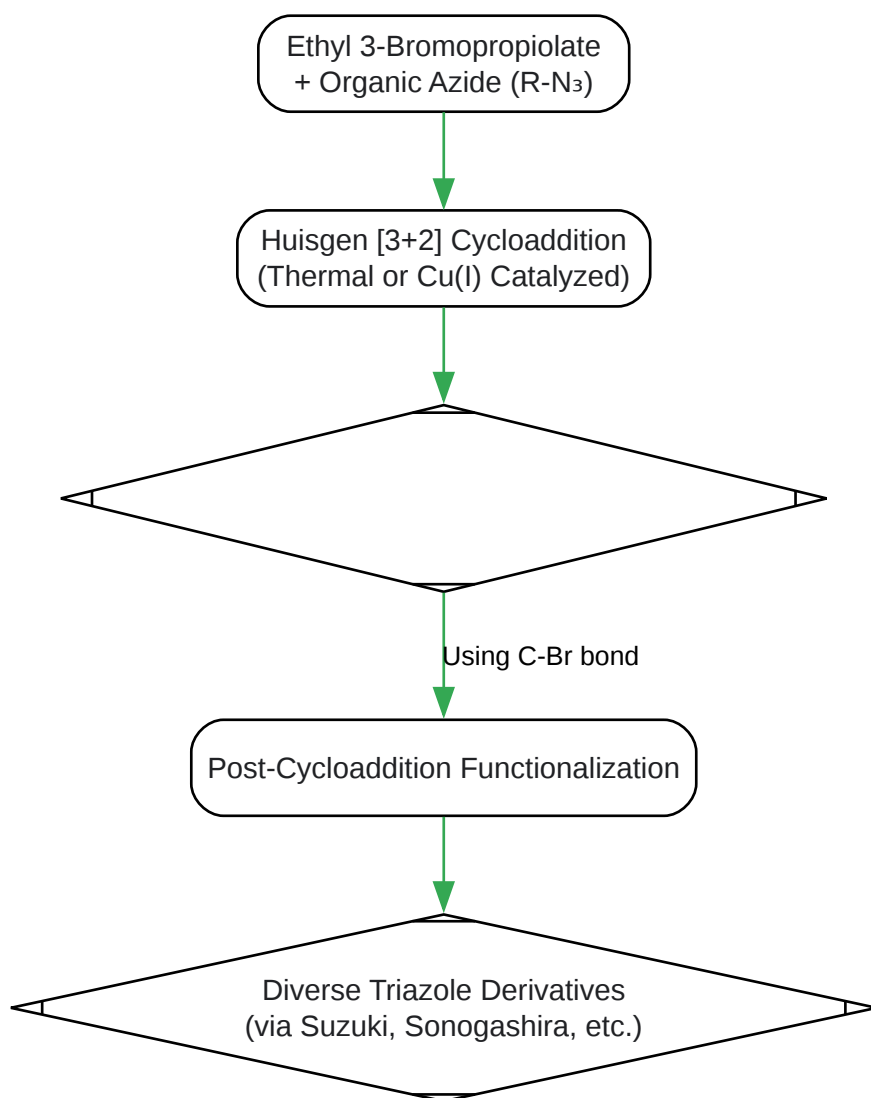 Ethyl 3-Bromopropiolate
+ Organic Azide (R-N₃)
Huisgen [3+2] Cycloaddition
(Thermal or Cu(I) Catalyzed)
Using C-Br bond
Post-Cycloaddition Functionalization
Diverse Triazole Derivatives
(via Suzuki, Sonogashira, etc.)